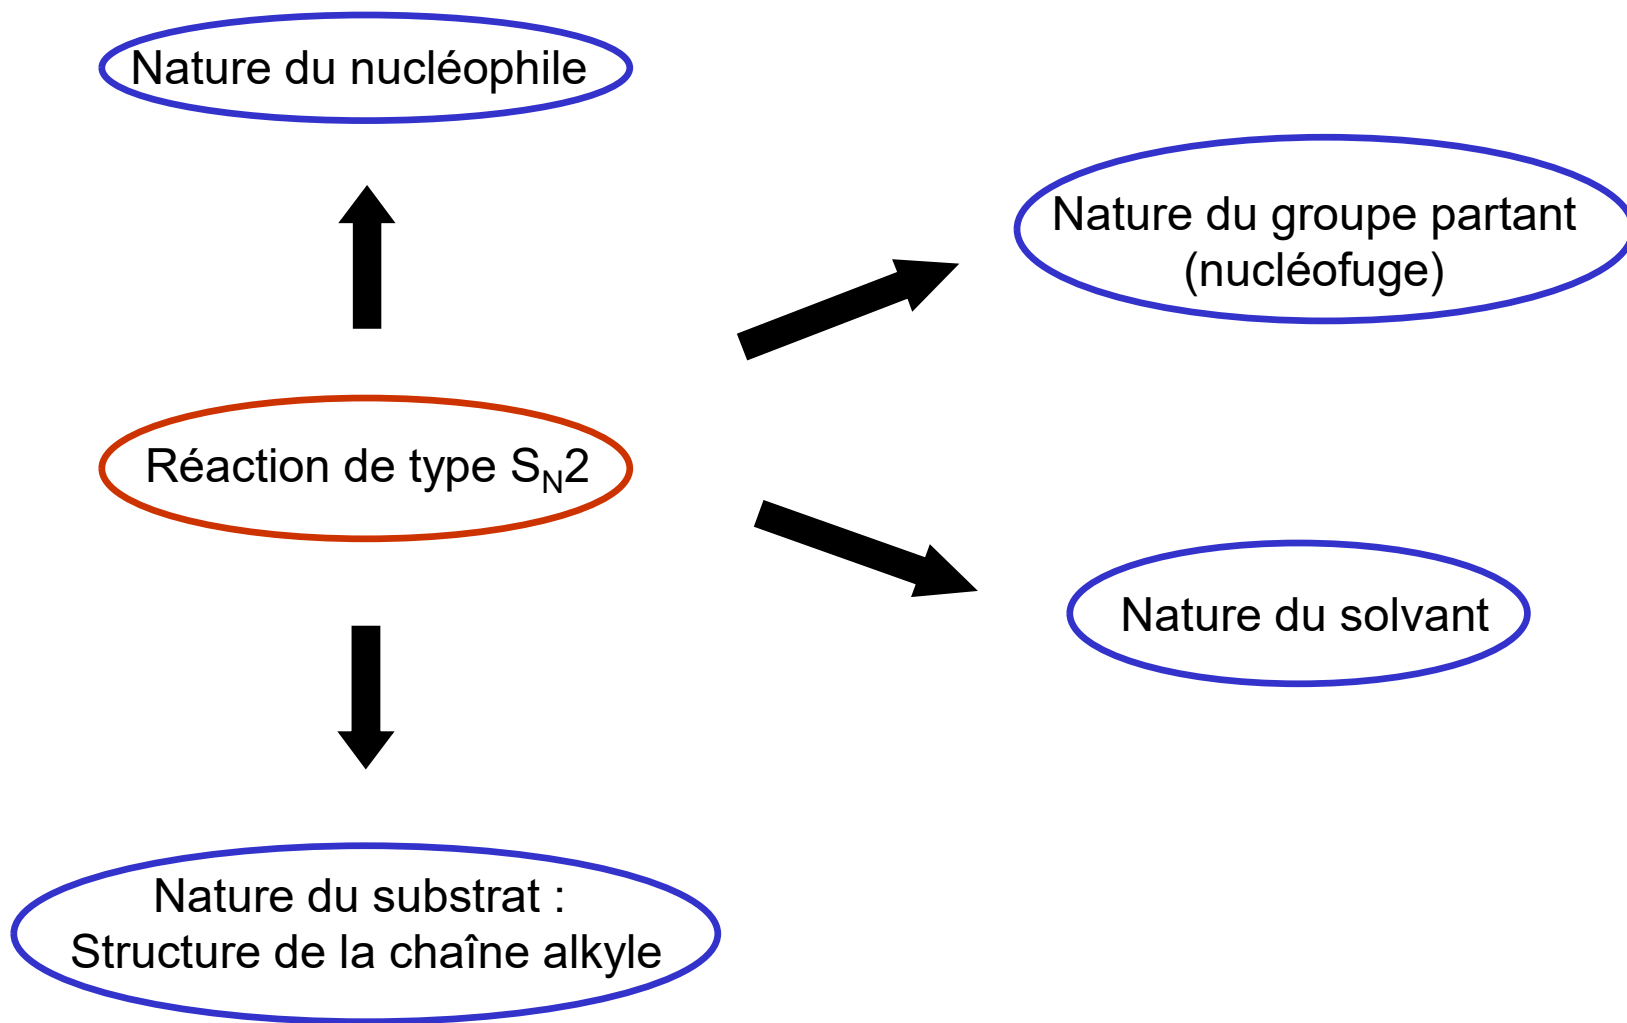 Nature du nucléophile
Nature du groupe partant
(nucléofuge)
Réaction de type S_N2
Nature du solvant
Nature du substrat :
Structure de la chaîne alkyle